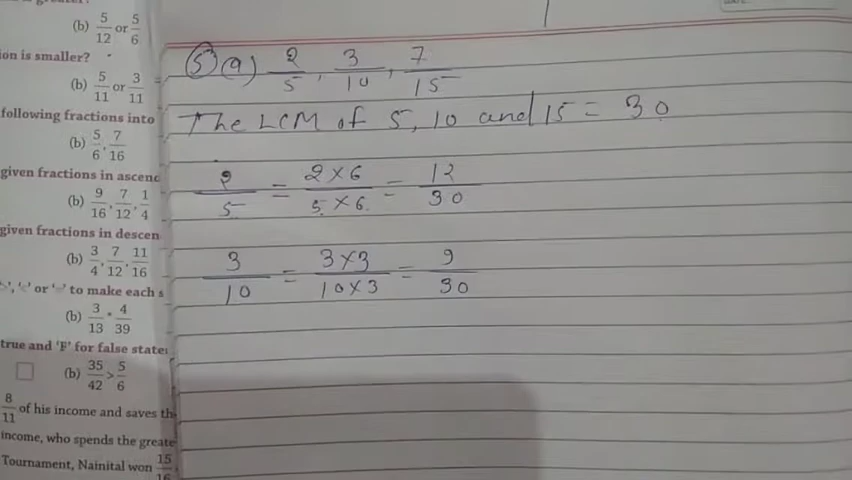 (b) 5/12 or 5/6
ion is smaller?
(b) 5/11 or 3/11
following fractions into
(b) 5/6, 7/16
given fractions in ascend
(b) 9/16, 7/12, 1/4
given fractions in descen
(b) 3/4, 7/12, 11/16
or '=' to make each s
(b) 3/13 * 4/39
true and 'F' for false state
(b) 35/42 > 5/6
8/11 of his income and saves th
income, who spends the greate
Tournament, Nainital won 15/16
(5) (a) 2/5, 3/10, 7/15
The LCM of 5, 10 and 15 = 30
2/5 = 2×6/5×6 = 12/30
3/10 = 3×3/10×3 = 9/30